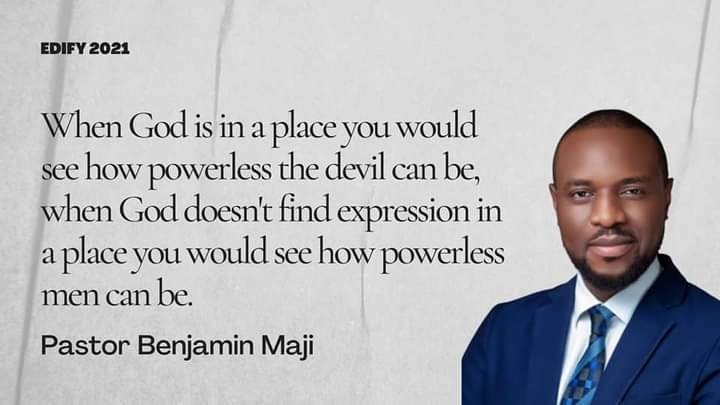 EDIFY 2021
When God is in a place you would
see how powerless the devil can be,
when God doesn't find expression in
a place you would see how powerless
men can be.
Pastor Benjamin Maji